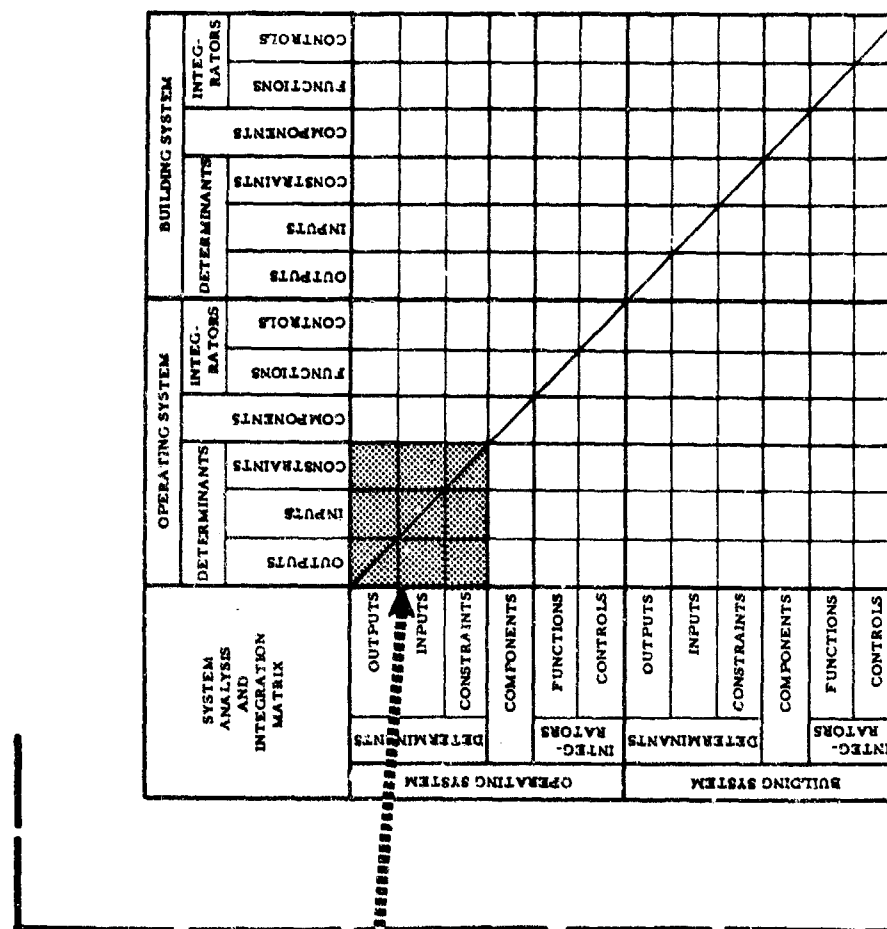 BUILDING SYSTEM
INTEG-
RATORS
CONTROLS
FUNCTIONS
COMPONENTS
DETERMINANTS
CONSTRAINTS
INPUTS
OUTPUTS
OPERATING SYSTEM
INTEG-
RATORS
CONTROLS
FUNCTIONS
COMPONENTS
DETERMINANTS
CONSTRAINTS
INPUTS
OUTPUTS
SYSTEM
ANALYSIS
AND
INTEGRATION
MATRIX
OUTPUTS
INPUTS
CONSTRAINTS
COMPONENTS
FUNCTIONS
CONTROLS
OUTPUTS
INPUTS
CONSTRAINTS
COMPONENTS
FUNCTIONS
CONTROLS
DETERMINANTS
INTEG-
RATORS
DETERMINANTS
INTEG-
RATORS
OPERATING SYSTEM
BUILDING SYSTEM